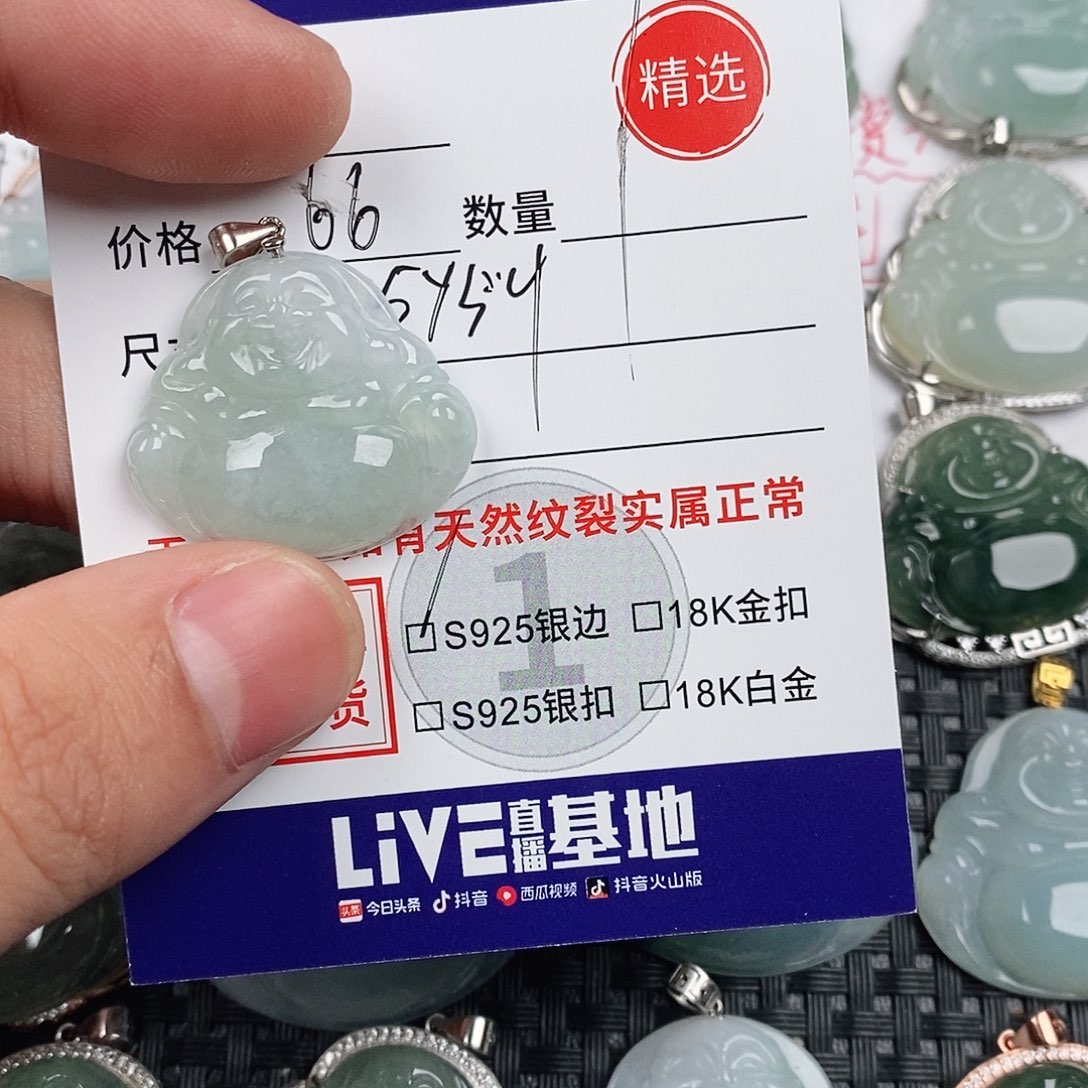 精选
价格 66 数量
尺
有天然纹裂实属正常
1
S925银边 18K金扣
货 S925银扣 18K白金
LiVE直播基地
头条 今日头条 抖音 西瓜视频 抖音火山版